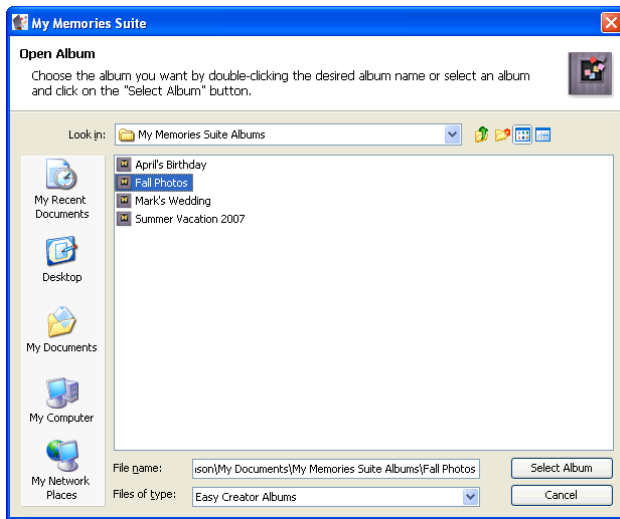 My Memories Suite
Open Album
Choose the album you want by double-clicking the desired album name or select an album
and click on the "Select Album" button.
Look in:
My Memories Suite Albums
My Recent
Documents
Desktop
My Documents
My Computer
My Network
Places
April's Birthday
Fall Photos
Mark's Wedding
Summer Vacation 2007
File name:
son\My Documents\My Memories Suite Albums\Fall Photos
Select Album
Files of type:
Easy Creator Albums
Cancel